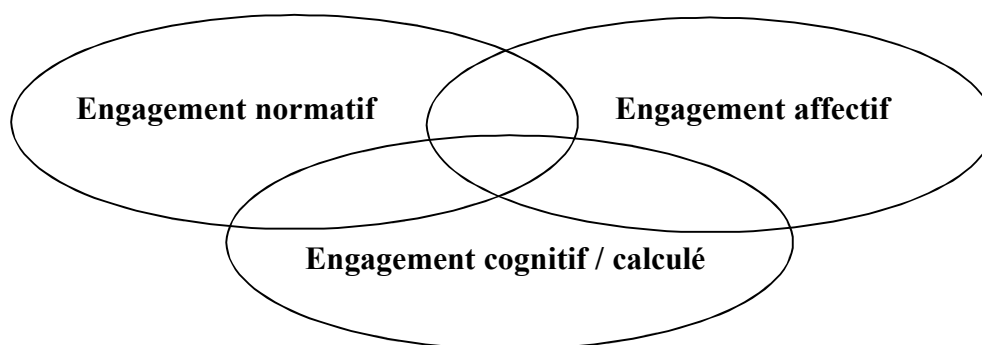 Engagement normatif
Engagement affectif
Engagement cognitif / calculé